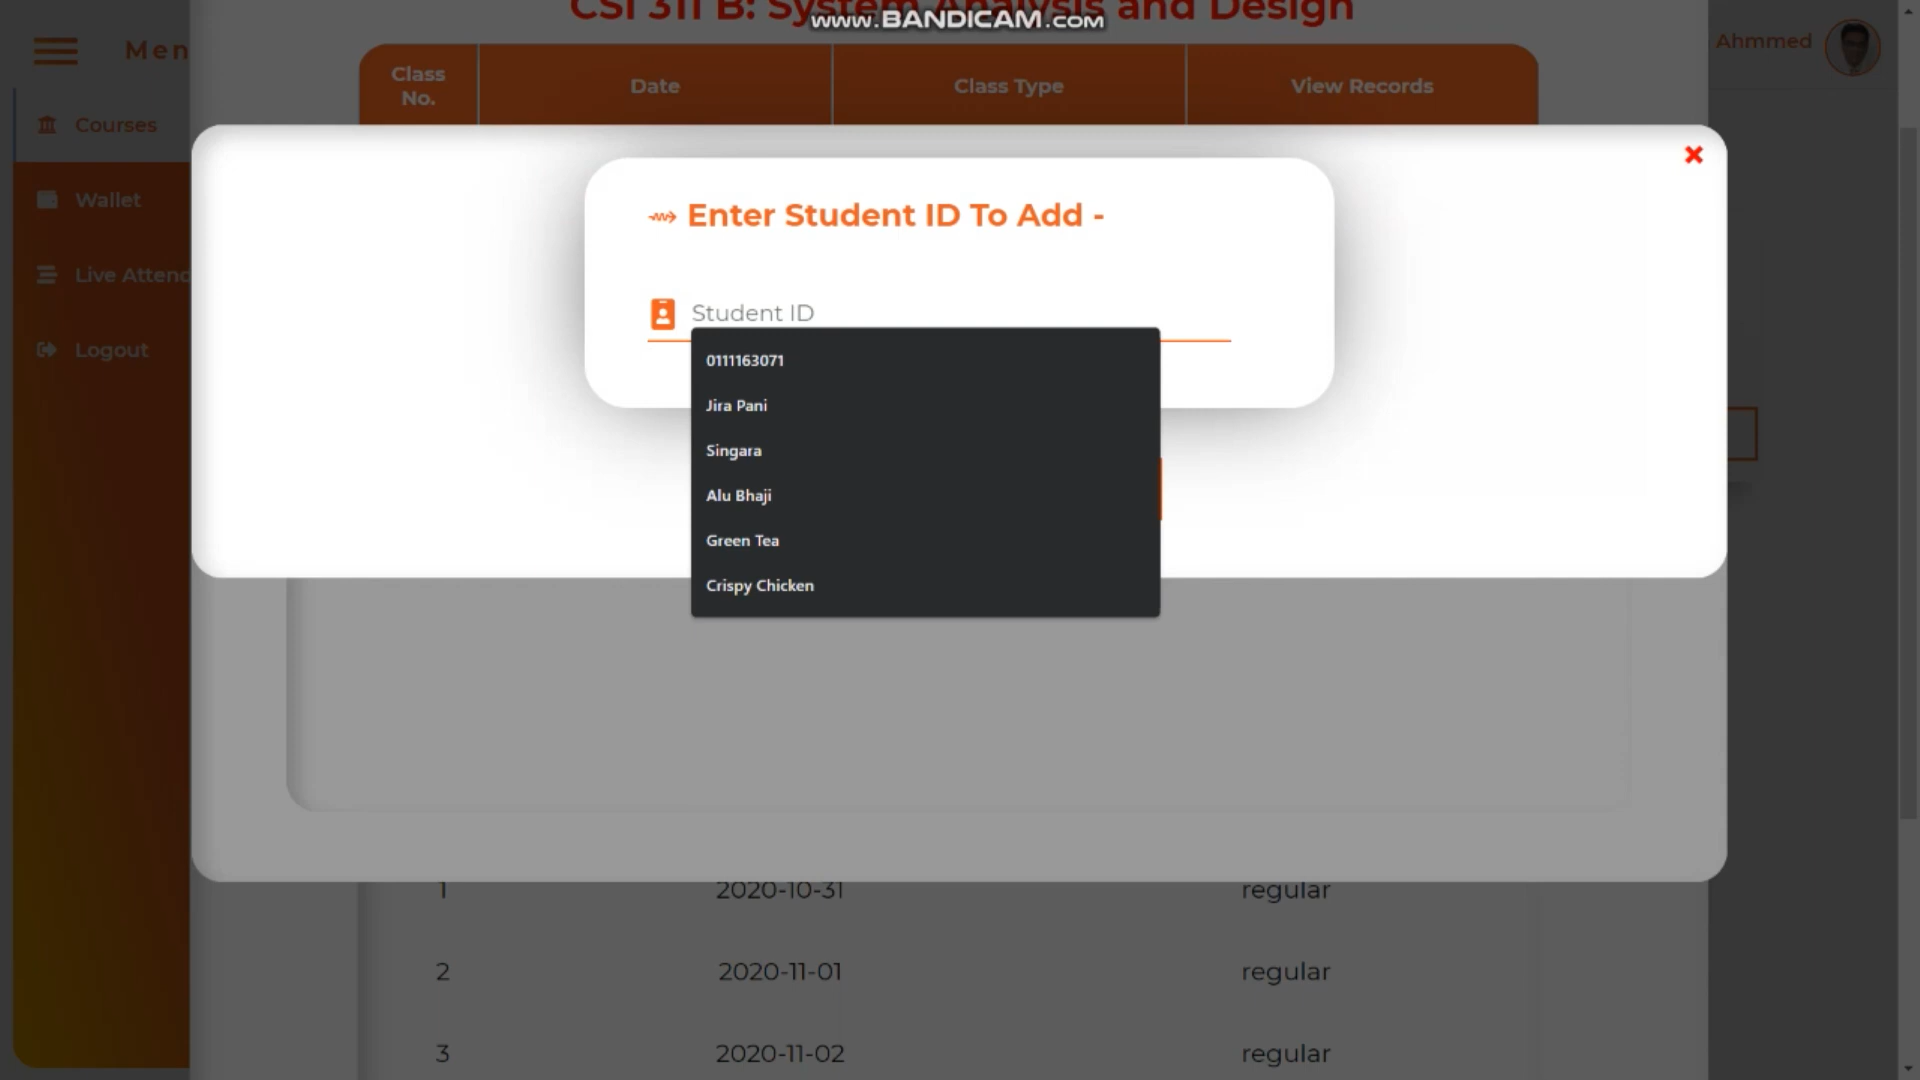 CSI 311 B: System Analysis and Design
www.BANDICAM.com
Men
Ahmmed
Class
No.
Date
Class Type
View Records
Courses
Wallet
Live Attend
Logout
Enter Student ID To Add -
Student ID
0111163071
Jira Pani
Singara
Alu Bhaji
Green Tea
Crispy Chicken
1 2020-10-31 regular
2 2020-11-01 regular
3 2020-11-02 regular